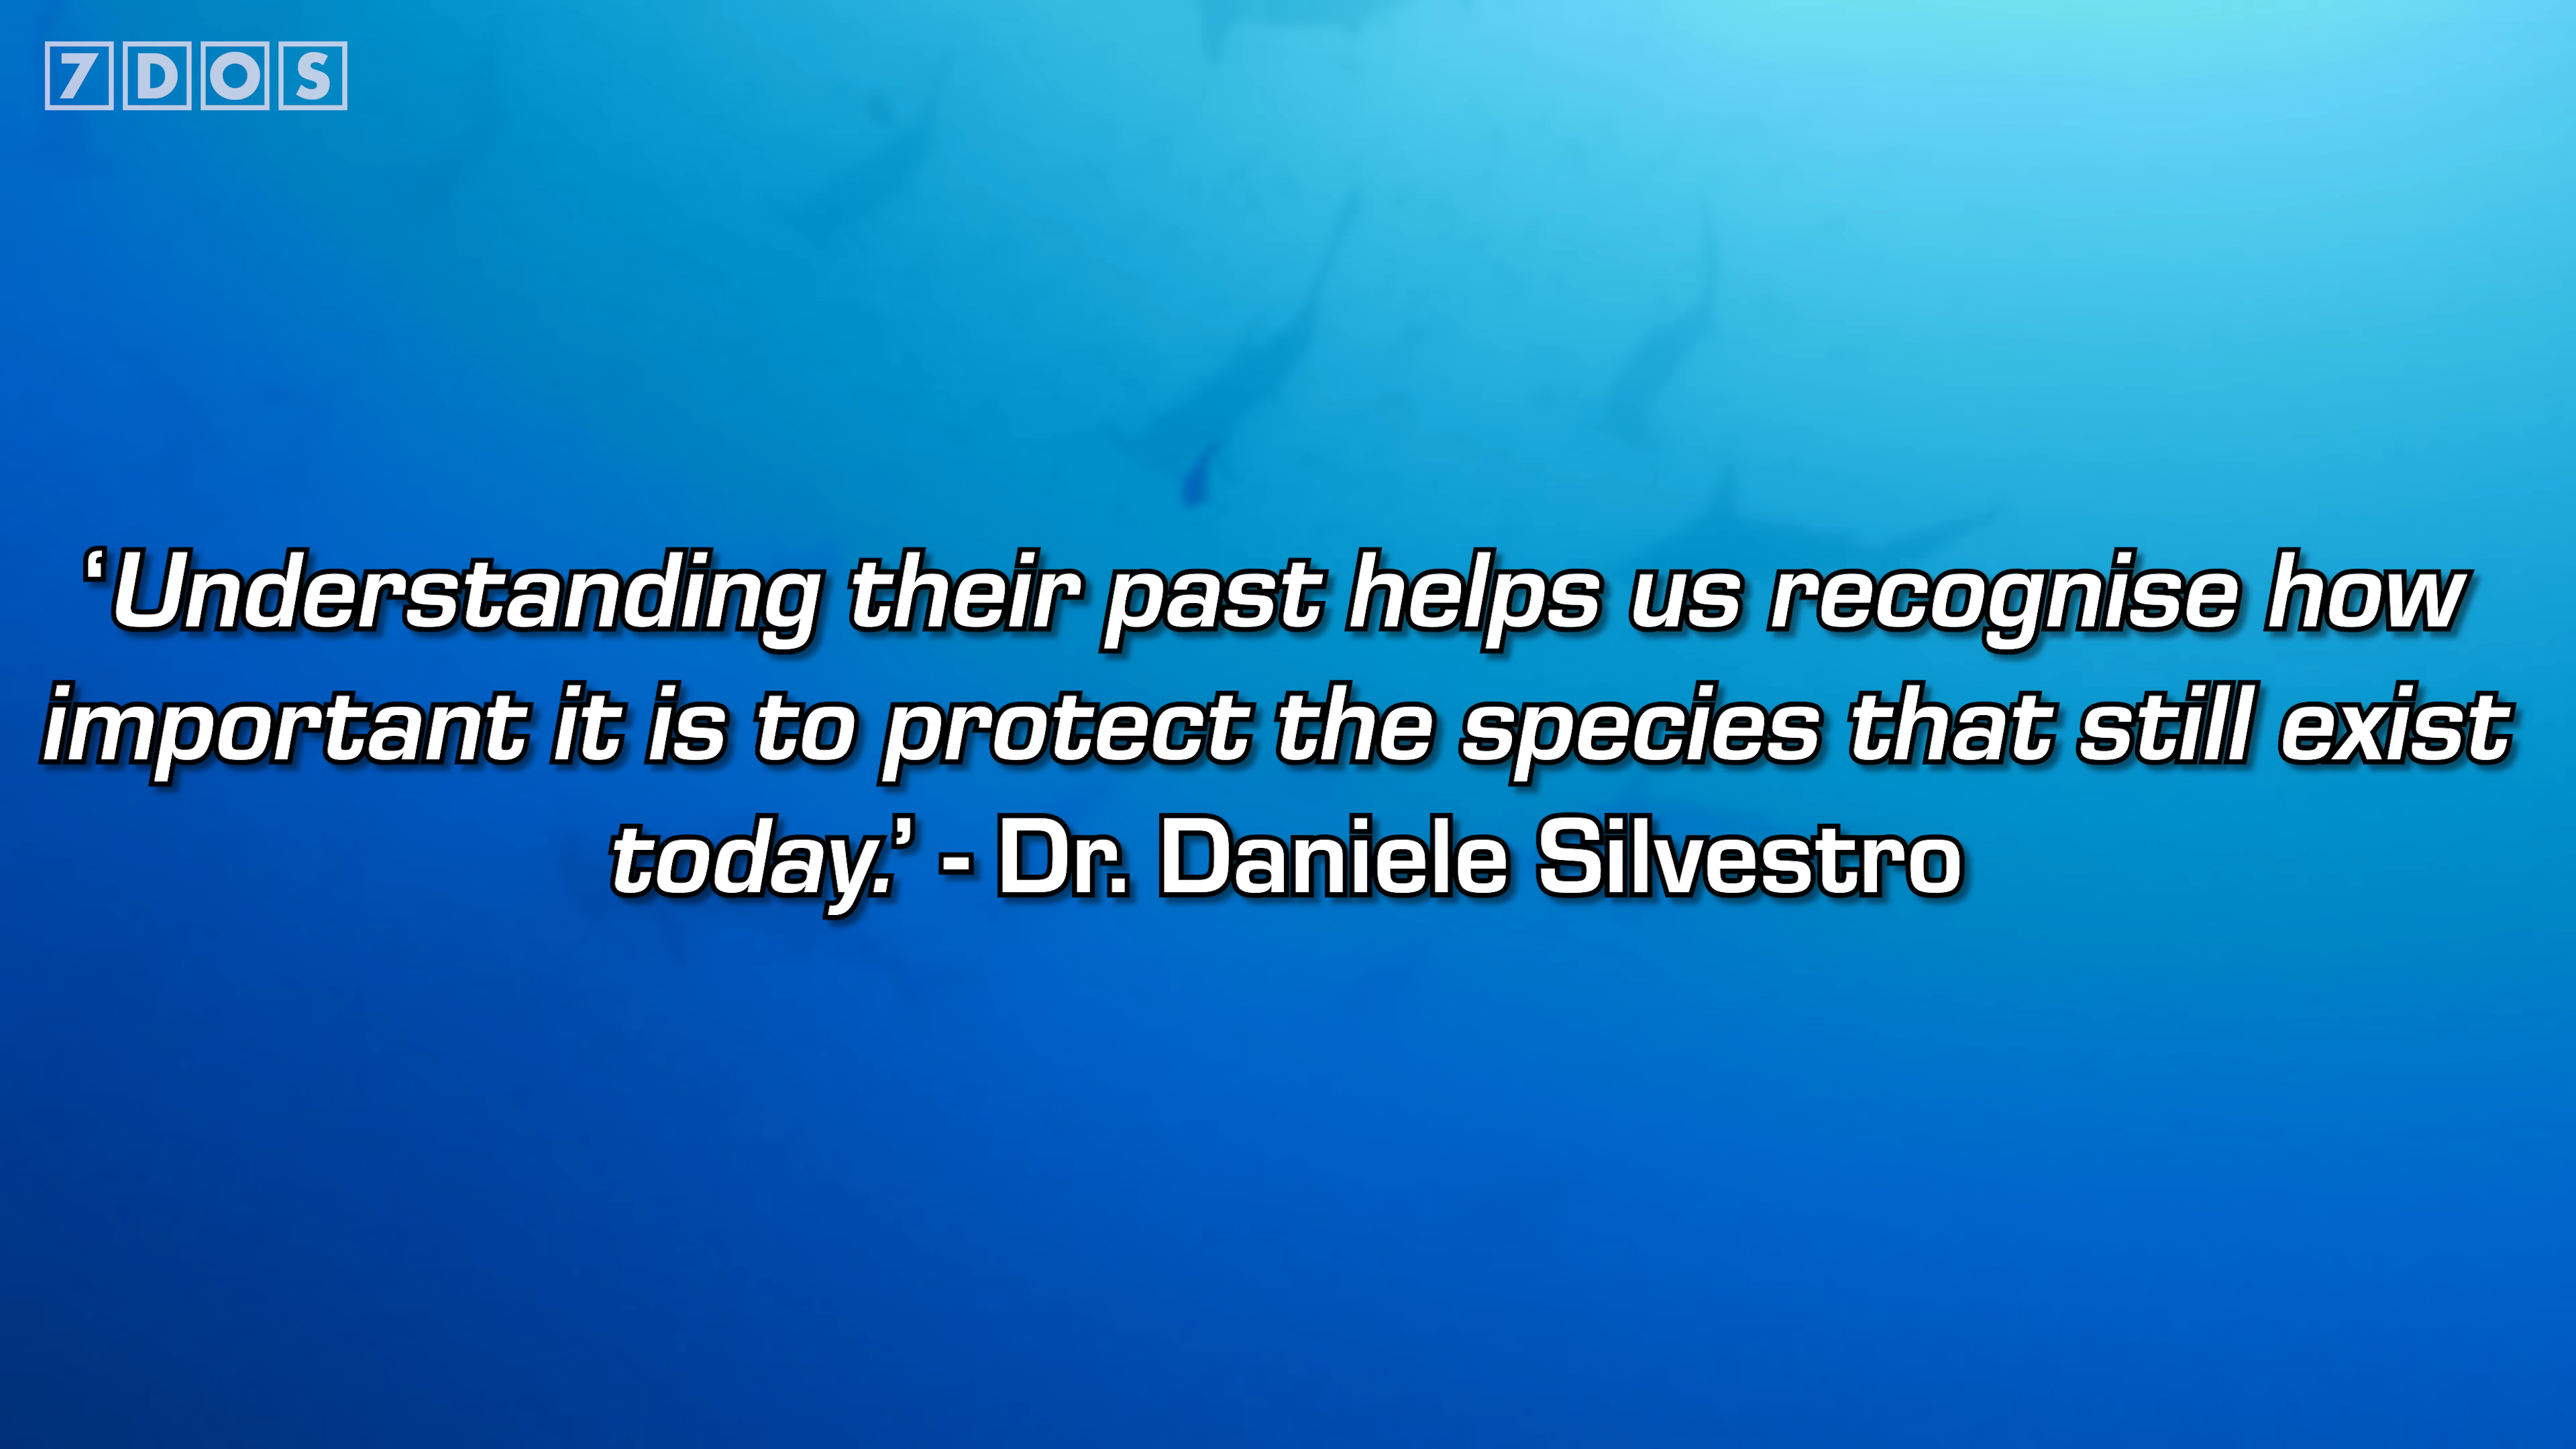 7DOS
‘Understanding their past helps us recognise how
important it is to protect the species that still exist
today.’ - Dr. Daniele Silvestro